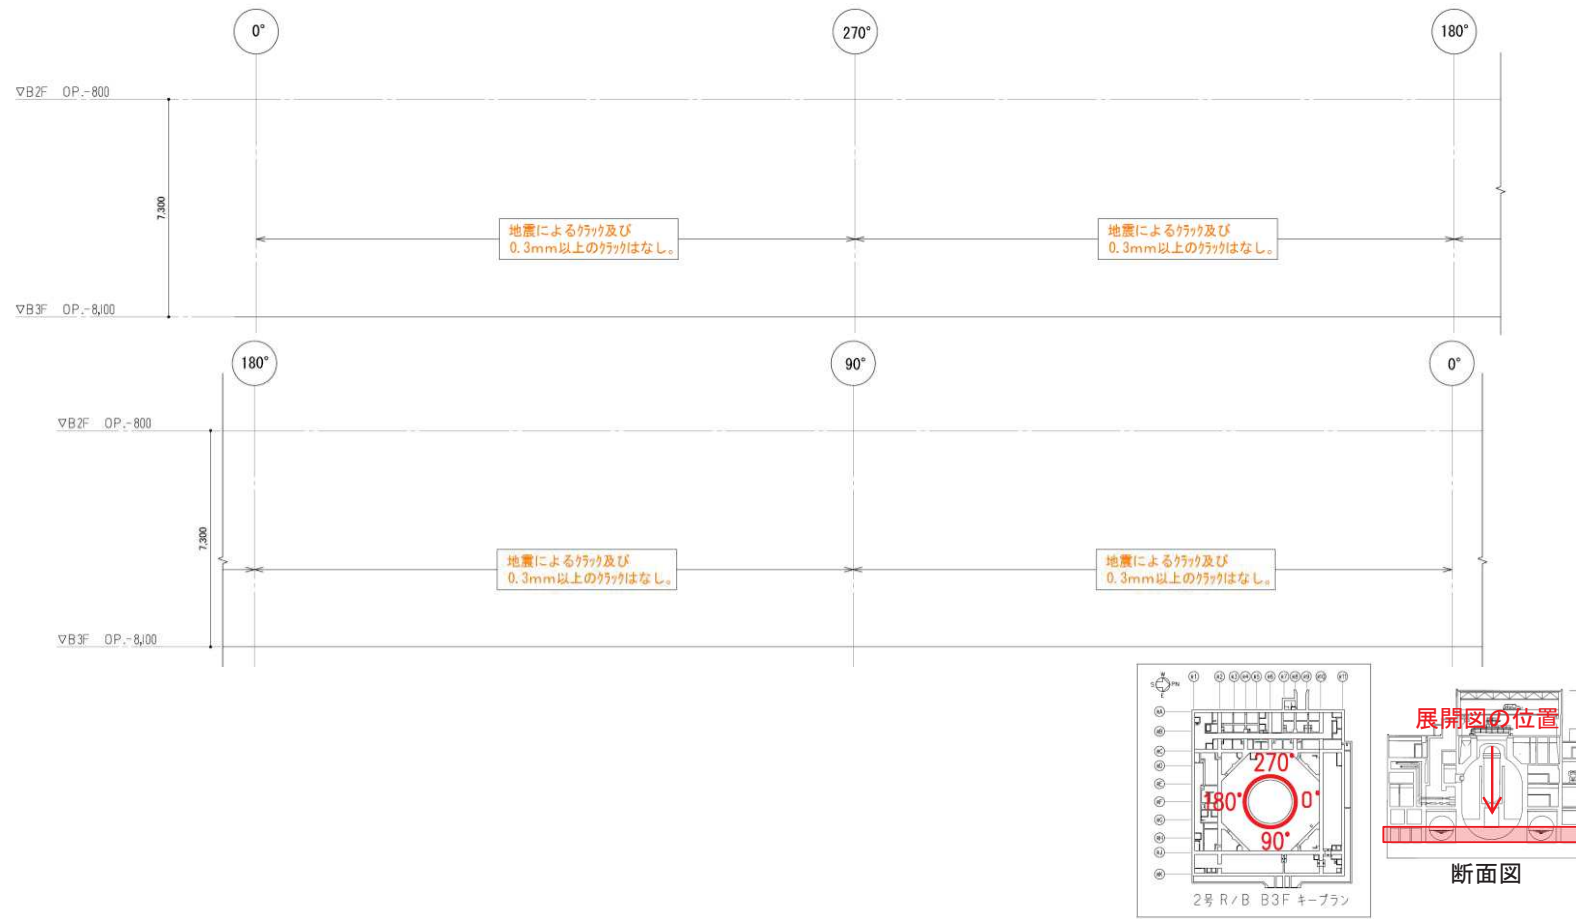 0° 270° 180°
▽B2F OP.-800
7,300
地震によるｸﾗｯｸ及び
0.3mm以上のｸﾗｯｸはなし。
地震によるｸﾗｯｸ及び
0.3mm以上のｸﾗｯｸはなし。
▽B3F OP.-8,100
180° 90° 0°
▽B2F OP.-800
7,300
地震によるｸﾗｯｸ及び
0.3mm以上のｸﾗｯｸはなし。
地震によるｸﾗｯｸ及び
0.3mm以上のｸﾗｯｸはなし。
▽B3F OP.-8,100
270°
180° 0°
90°
2号 R/B B3F キープラン
展開図の位置
断面図